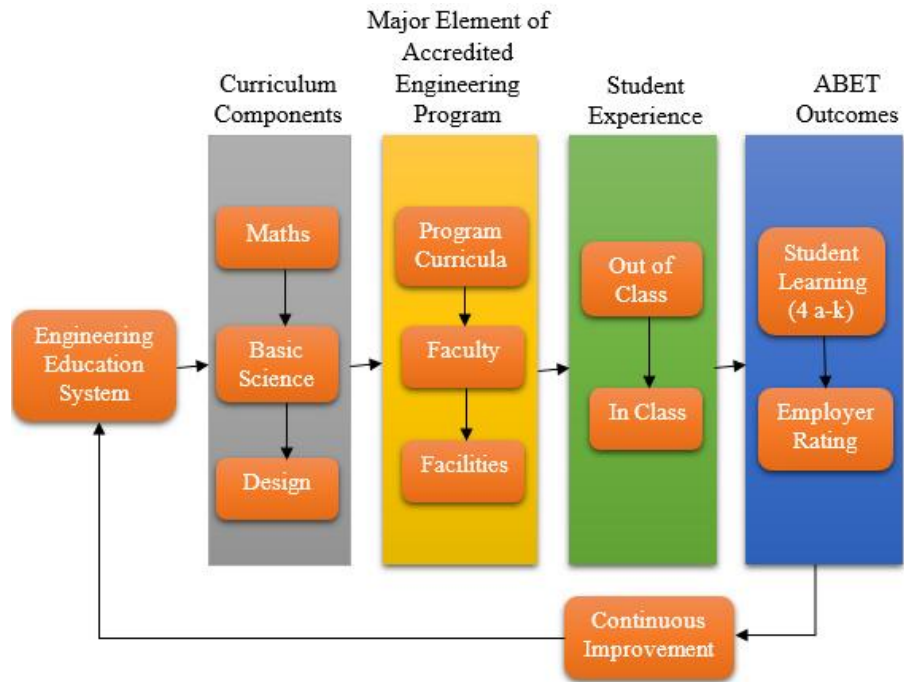 Major Element of
Accredited
Engineering
Program
Curriculum
Components
Student
Experience
ABET
Outcomes
Maths
Basic
Science
Design
Program
Curricula
Faculty
Facilities
Out of
Class
In Class
Student
Learning
(4 a-k)
Employer
Rating
Engineering
Education
System
Continuous
Improvement